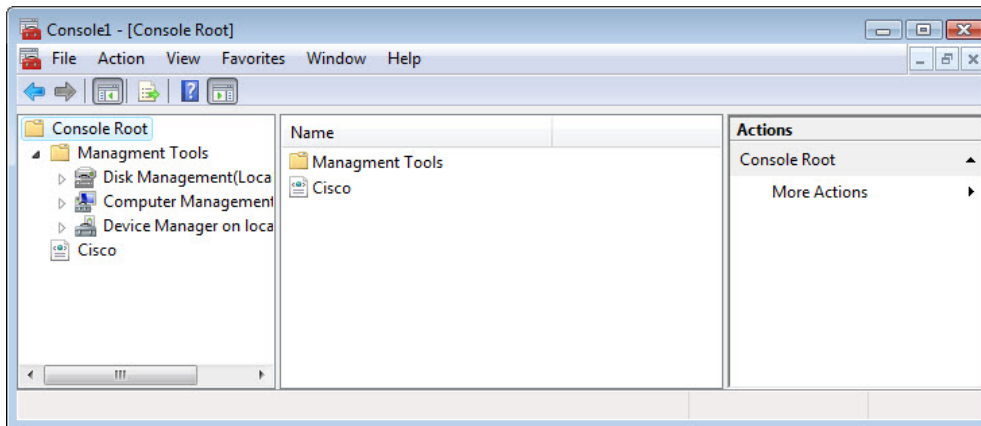 Console1 - [Console Root]
File Action View Favorites Window Help
Console Root
Managment Tools
Disk Management(Loca
Computer Management
Device Manager on loca
Cisco
Name
Managment Tools
Cisco
Actions
Console Root
More Actions